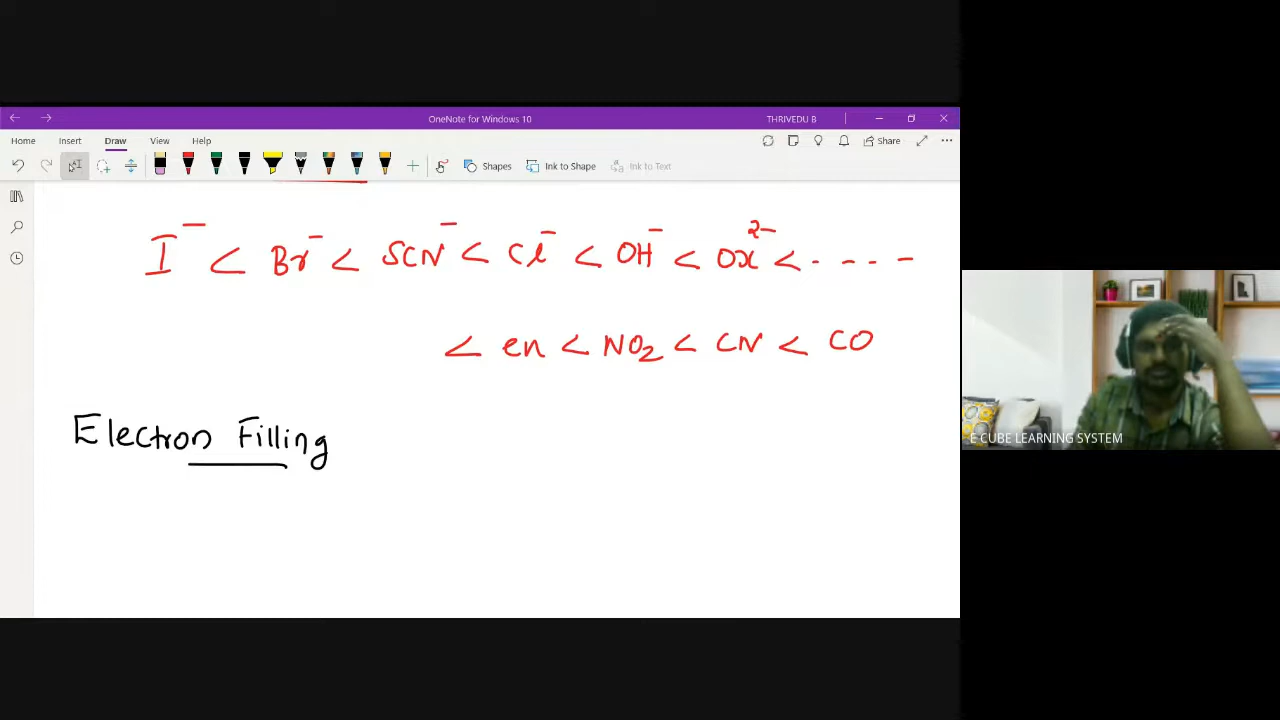 OneNote for Windows 10
THRIVEDU B
Home Insert Draw View Help
Share
Shapes Ink to Shape Ink to Text
I⁻ < Br⁻ < SCN⁻ < Cl⁻ < OH⁻ < Ox²⁻ < - - - -
< en < NO₂ < CN < CO
Electron Filling
E CUBE LEARNING SYSTEM